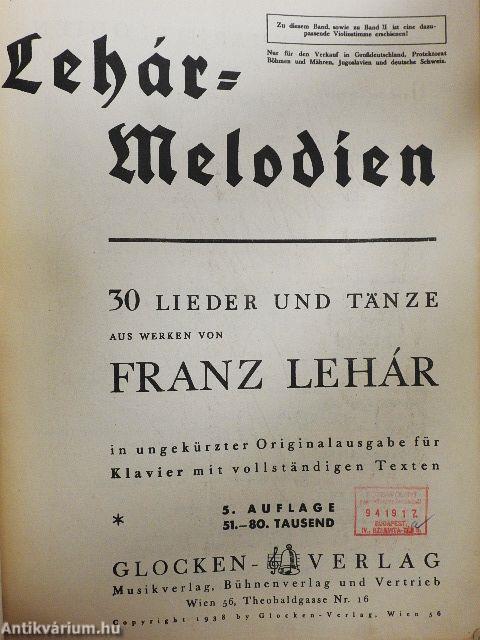 Zu diesem Band, sowie zu Band II ist eine dazu-
passende Violinstimme erschienen!
Nur für den Verkauf in Großdeutschland, Protektorat
Böhmen und Mähren, Jugoslavien und deutsche Schweiz.
Lehár-
Melodien
30 LIEDER UND TÄNZE
AUS WERKEN VON
FRANZ LEHÁR
in ungekürzter Originalausgabe für
Klavier mit vollständigen Texten
* 5. AUFLAGE
51.–80. TAUSEND
941917
BUDAPEST
GLOCKEN- VERLAG
Musikverlag, Bühnenverlag und Vertrieb
Wien 56, Theobaldgasse Nr. 16
Copyright 1938 by Glocken-Verlag, Wien 56
Antikvárium.hu